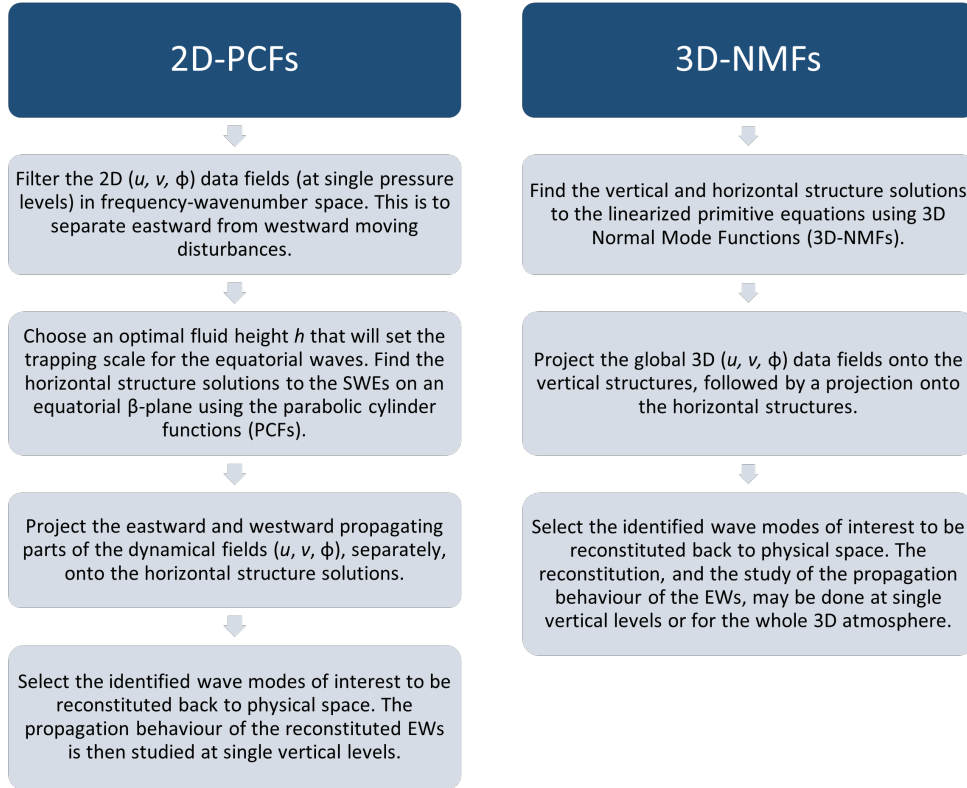 2D-PCFs
Filter the 2D (u, v, ϕ) data fields (at single pressure
levels) in frequency-wavenumber space. This is to
separate eastward from westward moving
disturbances.
Choose an optimal fluid height h that will set the
trapping scale for the equatorial waves. Find the
horizontal structure solutions to the SWEs on an
equatorial β-plane using the parabolic cylinder
functions (PCFs).
Project the eastward and westward propagating
parts of the dynamical fields (u, v, ϕ), separately,
onto the horizontal structure solutions.
Select the identified wave modes of interest to be
reconstituted back to physical space. The
propagation behaviour of the reconstituted EWs
is then studied at single vertical levels.
3D-NMFs
Find the vertical and horizontal structure solutions
to the linearized primitive equations using 3D
Normal Mode Functions (3D-NMFs).
Project the global 3D (u, v, ϕ) data fields onto the
vertical structures, followed by a projection onto
the horizontal structures.
Select the identified wave modes of interest to be
reconstituted back to physical space. The
reconstitution, and the study of the propagation
behaviour of the EWs, may be done at single
vertical levels or for the whole 3D atmosphere.